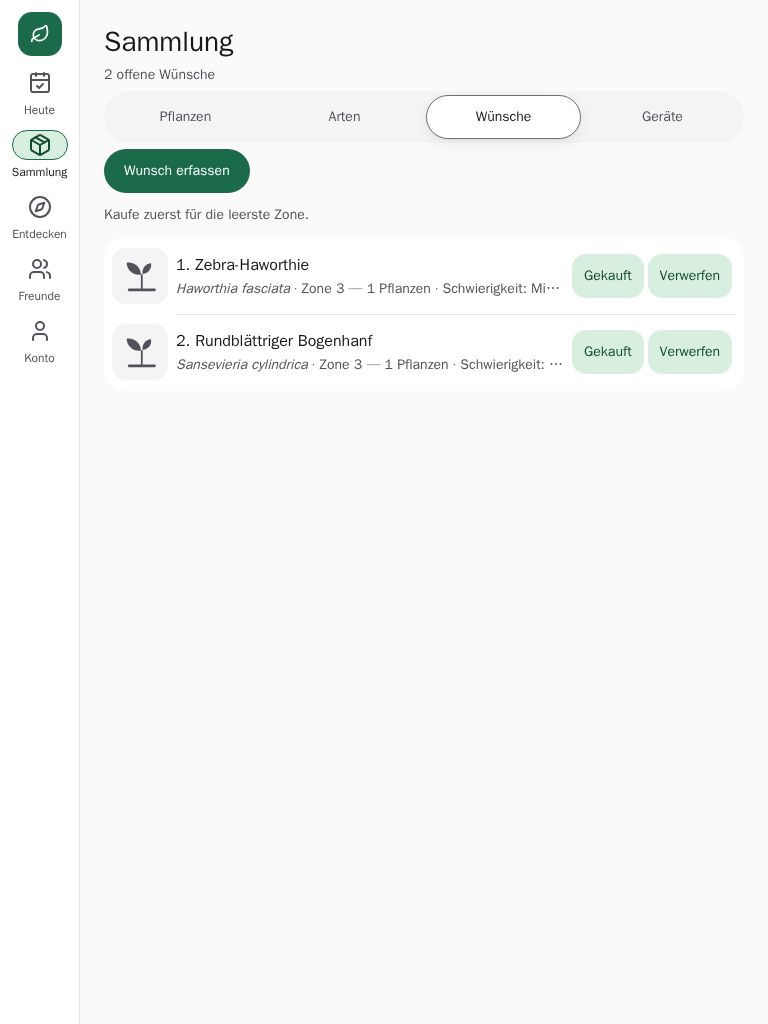 Sammlung
2 offene Wünsche
Heute
Sammlung
Entdecken
Freunde
Konto
Pflanzen
Arten
Wünsche
Geräte
Wunsch erfassen
Kaufe zuerst für die leerste Zone.
1. Zebra-Haworthie
Haworthia fasciata · Zone 3 — 1 Pflanzen · Schwierigkeit: Mi···
Gekauft
Verwerfen
2. Rundblättriger Bogenhanf
Sansevieria cylindrica · Zone 3 — 1 Pflanzen · Schwierigkeit: ···
Gekauft
Verwerfen